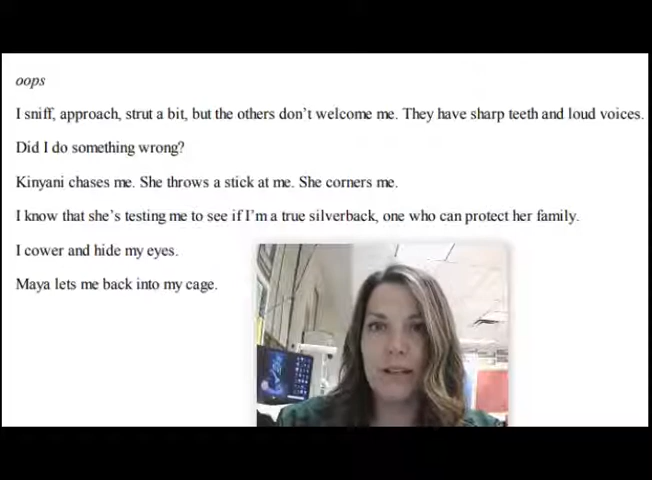 oops
I sniff, approach, strut a bit, but the others don’t welcome me. They have sharp teeth and loud voices.
Did I do something wrong?
Kinyani chases me. She throws a stick at me. She corners me.
I know that she’s testing me to see if I’m a true silverback, one who can protect her family.
I cower and hide my eyes.
Maya lets me back into my cage.